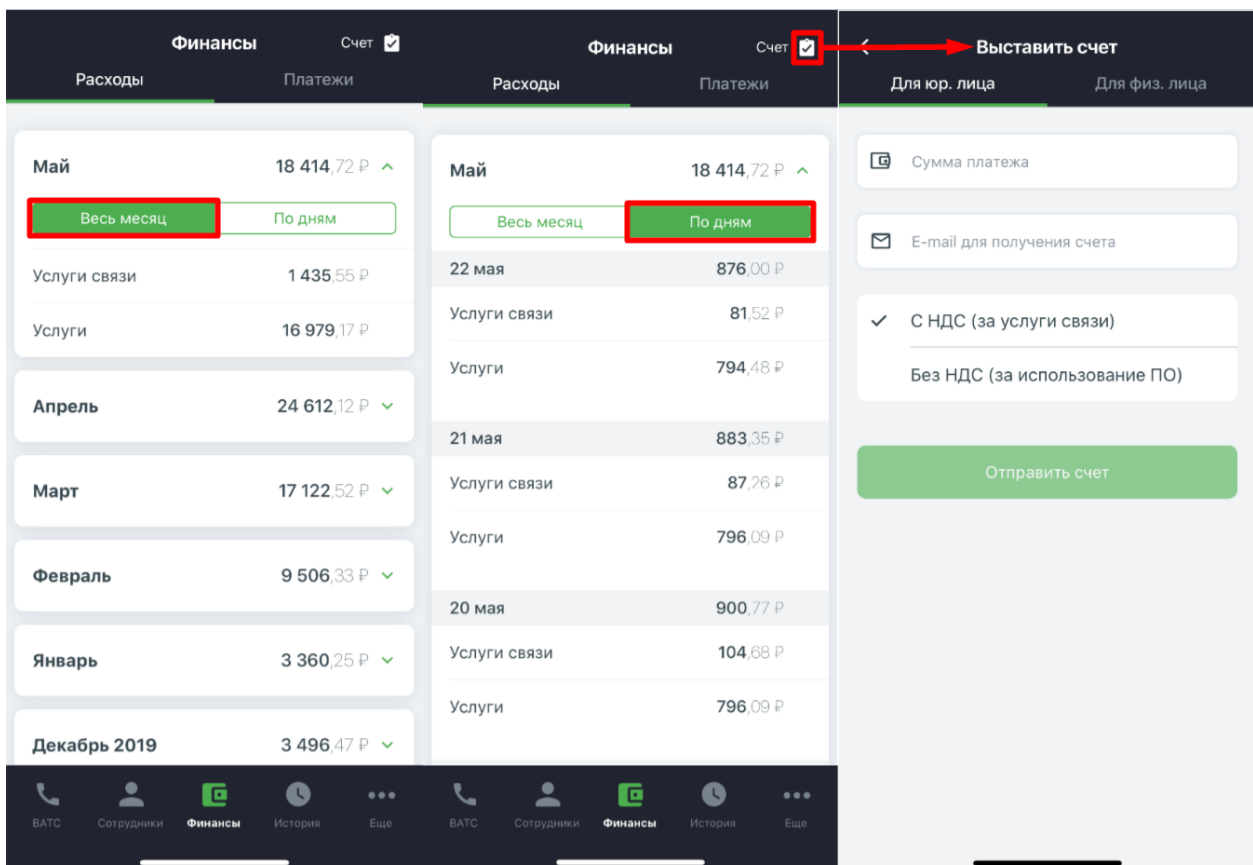 Финансы
Счет
Расходы
Платежи
Май
18 414,72 ₽
Весь месяц
По дням
Услуги связи
1 435,55 ₽
Услуги
16 979,17 ₽
Апрель
24 612,12 ₽
Март
17 122,52 ₽
Февраль
9 506,33 ₽
Январь
3 360,25 ₽
Декабрь 2019
3 496,47 ₽
ВАТС
Сотрудники
Финансы
История
Еще
Финансы
Счет
Расходы
Платежи
Май
18 414,72 ₽
Весь месяц
По дням
22 мая
876,00 ₽
Услуги связи
81,52 ₽
Услуги
794,48 ₽
21 мая
883,35 ₽
Услуги связи
87,26 ₽
Услуги
796,09 ₽
20 мая
900,77 ₽
Услуги связи
104,68 ₽
Услуги
796,09 ₽
ВАТС
Сотрудники
Финансы
История
Еще
Выставить счет
Для юр. лица
Для физ. лица
Сумма платежа
E-mail для получения счета
С НДС (за услуги связи)
Без НДС (за использование ПО)
Отправить счет